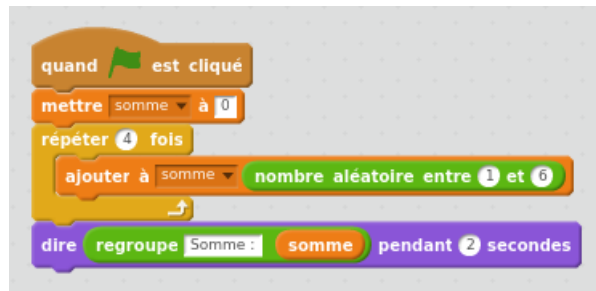 quand est cliqué
mettre somme à 0
répéter 4 fois
ajouter à somme nombre aléatoire entre 1 et 6
dire regroupe Somme : somme pendant 2 secondes